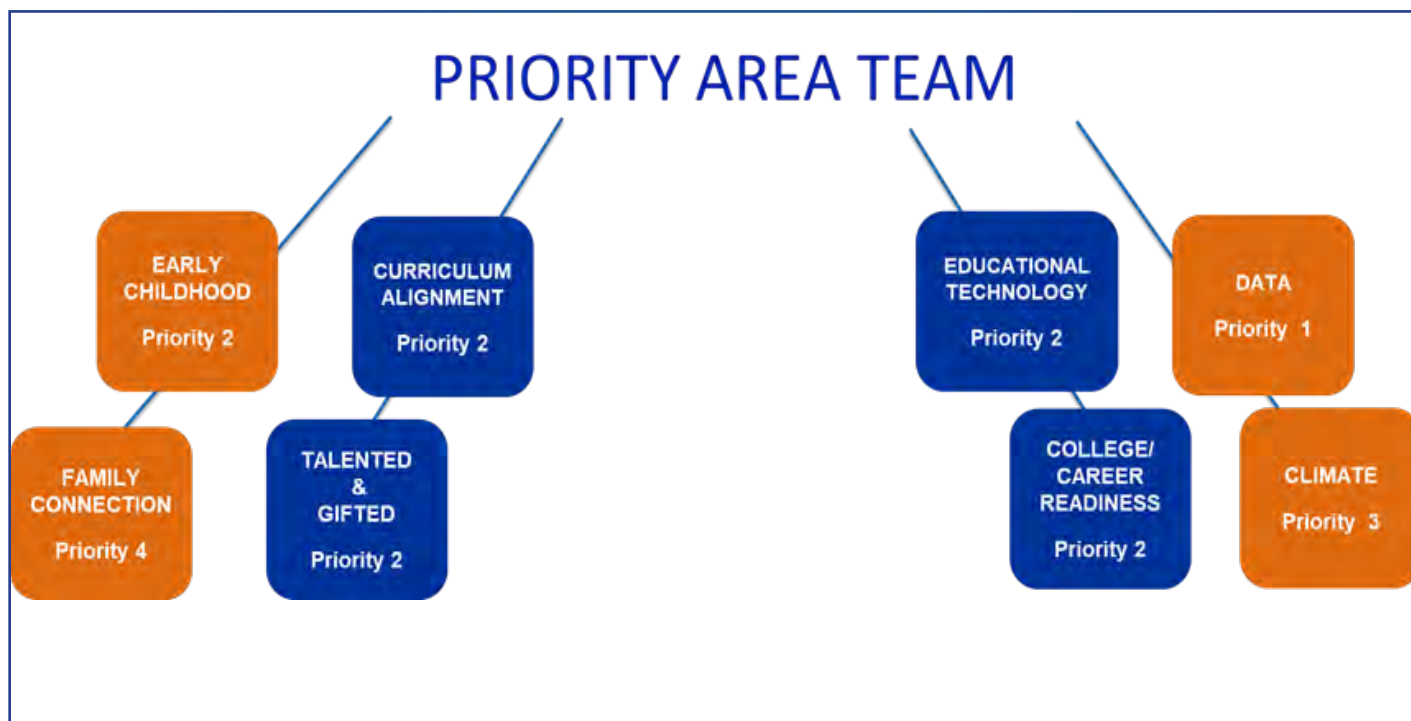 PRIORITY AREA TEAM
EARLY
CHILDHOOD
Priority 2
CURRICULUM
ALIGNMENT
Priority 2
EDUCATIONAL
TECHNOLOGY
Priority 2
DATA
Priority 1
FAMILY
CONNECTION
Priority 4
TALENTED
&
GIFTED
Priority 2
COLLEGE/
CAREER
READINESS
Priority 2
CLIMATE
Priority 3